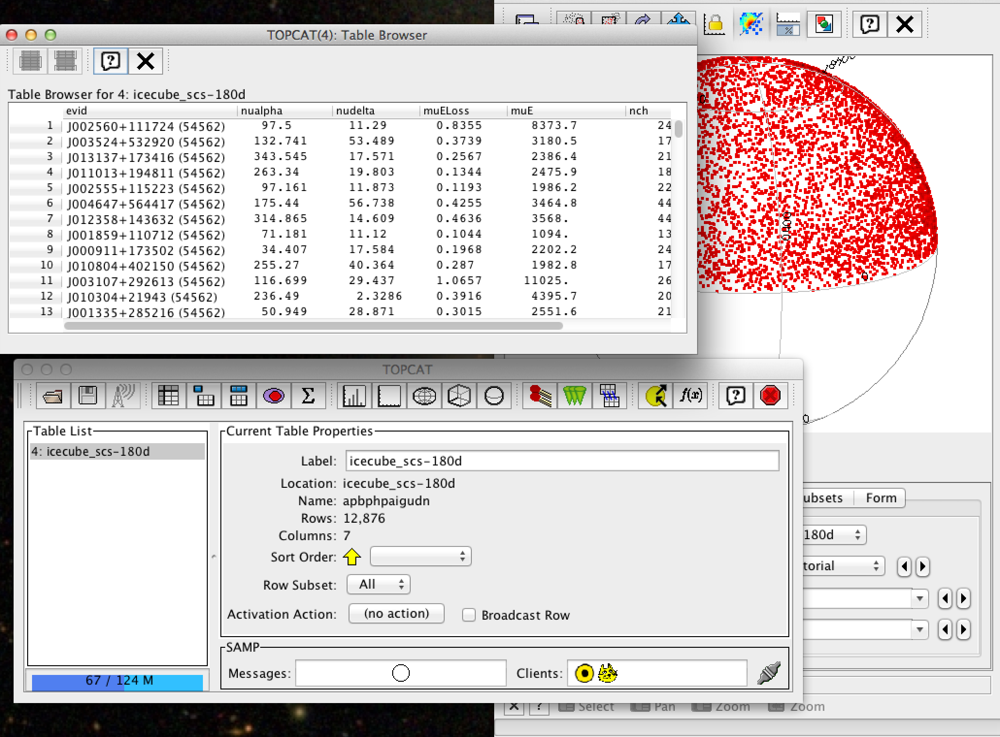 TOPCAT(4): Table Browser
Table Browser for 4: icecube_scs-180d
evid nualpha nudelta muELoss muE nch
1 J002560+111724 (54562) 97.5 11.29 0.8355 8373.7 24
2 J003524+532920 (54562) 132.741 53.489 0.3739 3180.5 17
3 J013137+173416 (54562) 343.545 17.571 0.2567 2386.4 21
4 J011013+194811 (54562) 263.34 19.803 0.1344 2475.9 18
5 J002555+115223 (54562) 97.161 11.873 0.1193 1986.2 22
6 J004647+564417 (54562) 175.44 56.738 0.4255 3464.8 44
7 J012358+143632 (54562) 314.865 14.609 0.4636 3568. 44
8 J001859+110712 (54562) 71.181 11.12 0.1044 1094. 13
9 J000911+173502 (54562) 34.407 17.584 0.1968 2202.2 24
10 J010804+402150 (54562) 255.27 40.364 0.287 1982.8 17
11 J003107+292613 (54562) 116.699 29.437 1.0657 11025. 26
12 J010304+21943 (54562) 236.49 2.3286 0.3916 4395.7 20
13 J001335+285216 (54562) 50.949 28.871 0.3015 2551.6 21
%
0
0
0
TOPCAT
Σ
f(x)
Table List
4: icecube_scs-180d
67 / 124 M
Current Table Properties
Label: icecube_scs-180d
Location: icecube_scs-180d
Name: apbphpaigudn
Rows: 12,876
Columns: 7
Sort Order:
Row Subset: All
Activation Action: (no action) Broadcast Row
SAMP
Messages:
Clients:
ubsets Form
180d
torial
? Select Pan Zoom Zoom